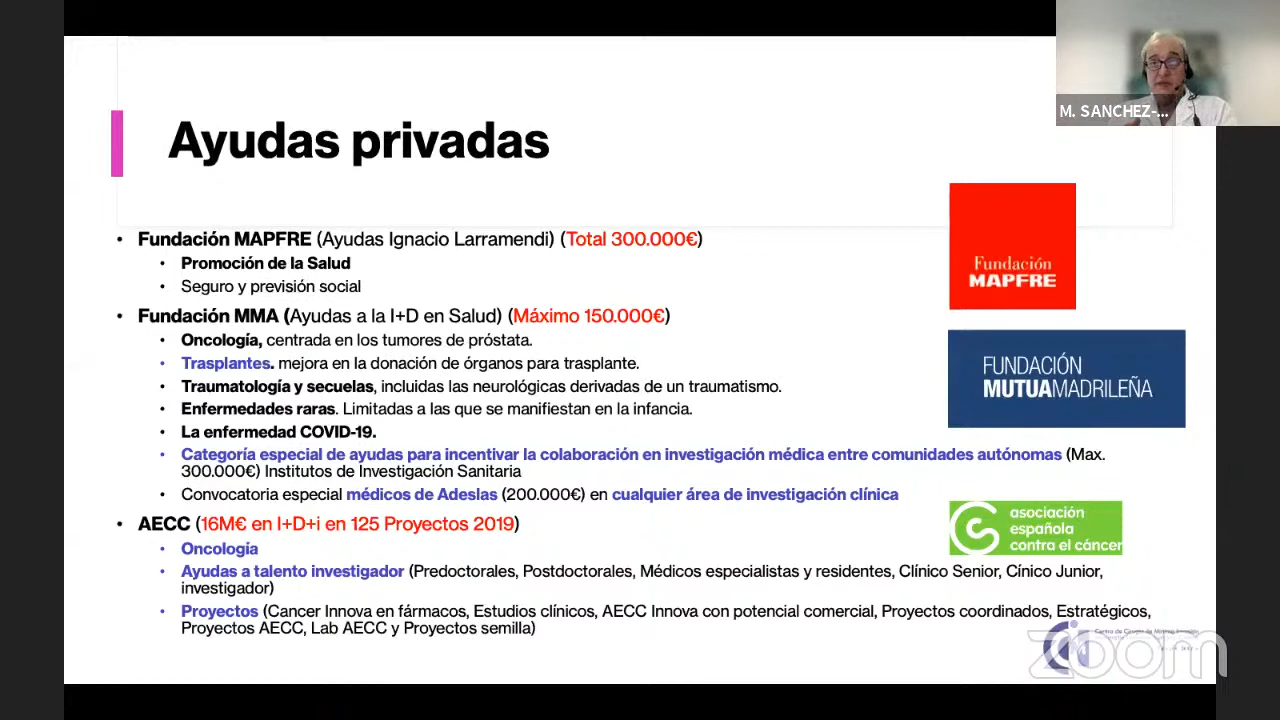 M. SANCHEZ-...
Ayudas privadas
• Fundación MAPFRE (Ayudas Ignacio Larramendi) (Total 300.000€)
• Promoción de la Salud
• Seguro y previsión social
• Fundación MMA (Ayudas a la I+D en Salud) (Máximo 150.000€)
• Oncología, centrada en los tumores de próstata.
• Trasplantes. mejora en la donación de órganos para trasplante.
• Traumatología y secuelas, incluidas las neurológicas derivadas de un traumatismo.
• Enfermedades raras. Limitadas a las que se manifiestan en la infancia.
• La enfermedad COVID-19.
• Categoría especial de ayudas para incentivar la colaboración en investigación médica entre comunidades autónomas (Max.
300.000€) Institutos de Investigación Sanitaria
• Convocatoria especial médicos de Adeslas (200.000€) en cualquier área de investigación clínica
• AECC (16M€ en I+D+i en 125 Proyectos 2019)
• Oncología
• Ayudas a talento investigador (Predoctorales, Postdoctorales, Médicos especialistas y residentes, Clínico Senior, Cínico Junior,
investigador)
• Proyectos (Cancer Innova en fármacos, Estudios clínicos, AECC Innova con potencial comercial, Proyectos coordinados, Estratégicos,
Proyectos AECC, Lab AECC y Proyectos semilla)
Fundación
MAPFRE
FUNDACIÓN
MUTUAMADRILEÑA
asociación
española
contra el cáncer
zoom